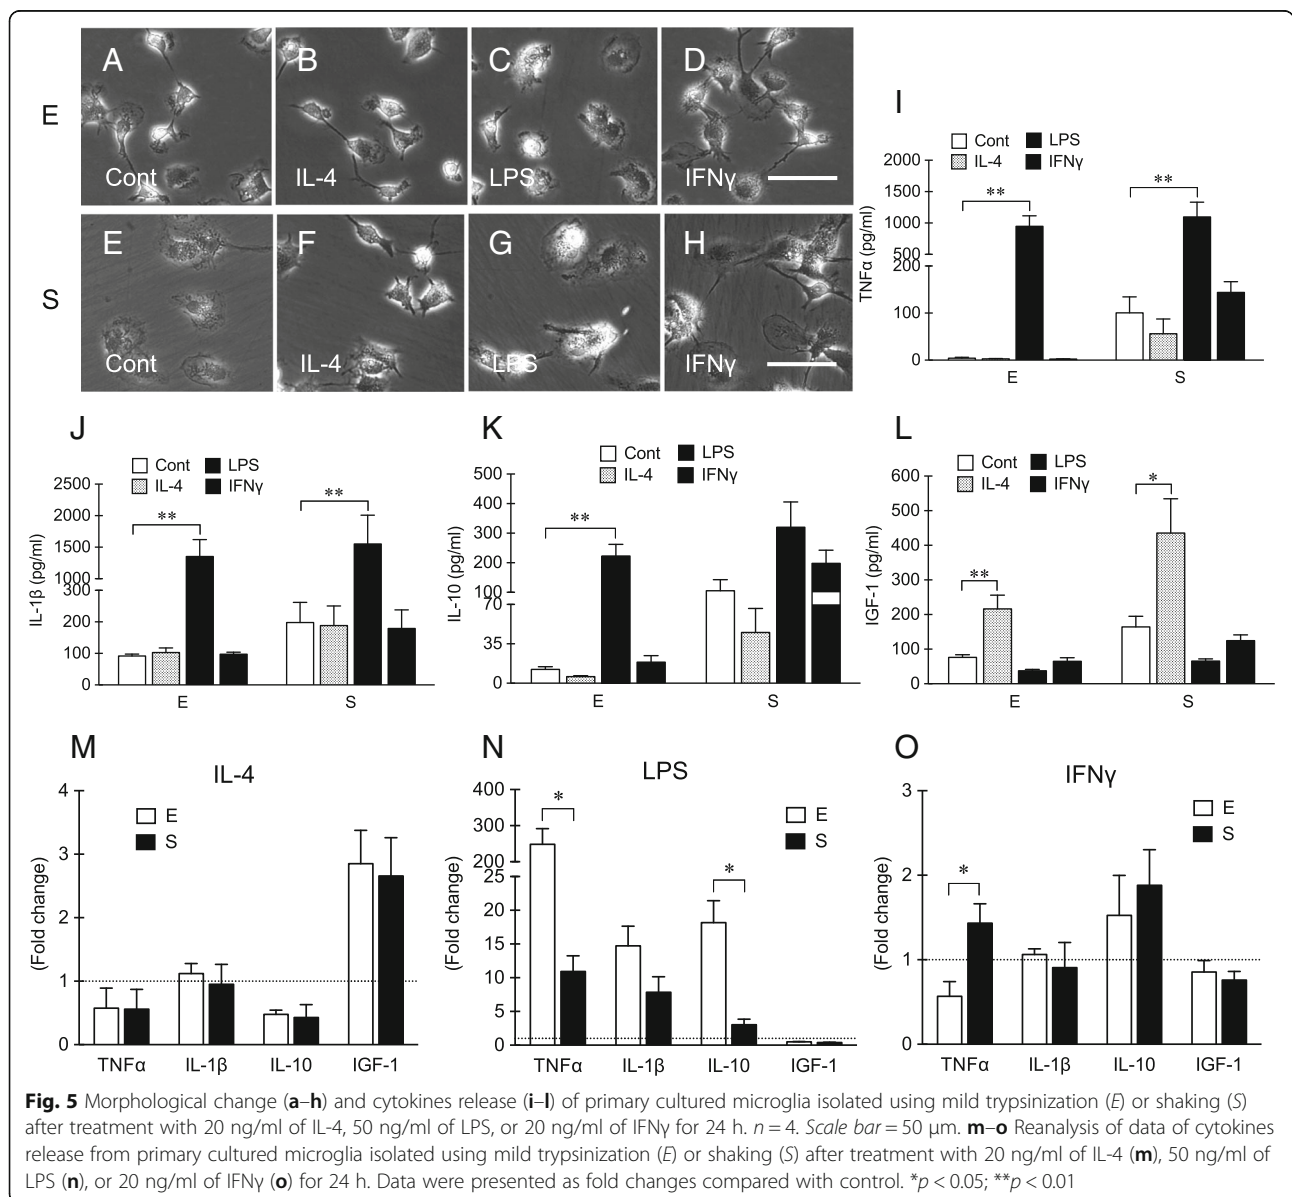 E
A
Cont
B
IL-4
C
LPS
D
IFNγ
S
E
Cont
F
IL-4
G
LPS
H
IFNγ
I
Cont
LPS
IL-4
IFNγ
TNFα (pg/ml)
2000
1500
1000
500
200
100
0
E
S
**
**
J
Cont
LPS
IL-4
IFNγ
IL-1β (pg/ml)
2500
2000
1500
1000
300
200
100
0
E
S
**
**
K
Cont
LPS
IL-4
IFNγ
IL-10 (pg/ml)
500
400
300
200
100
70
35
0
E
S
**
L
Cont
LPS
IL-4
IFNγ
IGF-1 (pg/ml)
600
500
400
300
200
100
0
E
S
**
*
M
IL-4
E
S
(Fold change)
4
3
2
1
0
TNFα IL-1β IL-10 IGF-1
N
LPS
E
S
(Fold change)
400
300
200
25
20
15
10
5
0
*
*
TNFα IL-1β IL-10 IGF-1
O
IFNγ
E
S
(Fold change)
3
2
1
0
*
TNFα IL-1β IL-10 IGF-1
Fig. 5 Morphological change (a–h) and cytokines release (i–l) of primary cultured microglia isolated using mild trypsinization (E) or shaking (S)
after treatment with 20 ng/ml of IL-4, 50 ng/ml of LPS, or 20 ng/ml of IFNγ for 24 h. n = 4. Scale bar = 50 μm. m–o Reanalysis of data of cytokines
release from primary cultured microglia isolated using mild trypsinization (E) or shaking (S) after treatment with 20 ng/ml of IL-4 (m), 50 ng/ml of
LPS (n), or 20 ng/ml of IFNγ (o) for 24 h. Data were presented as fold changes compared with control. *p < 0.05; **p < 0.01